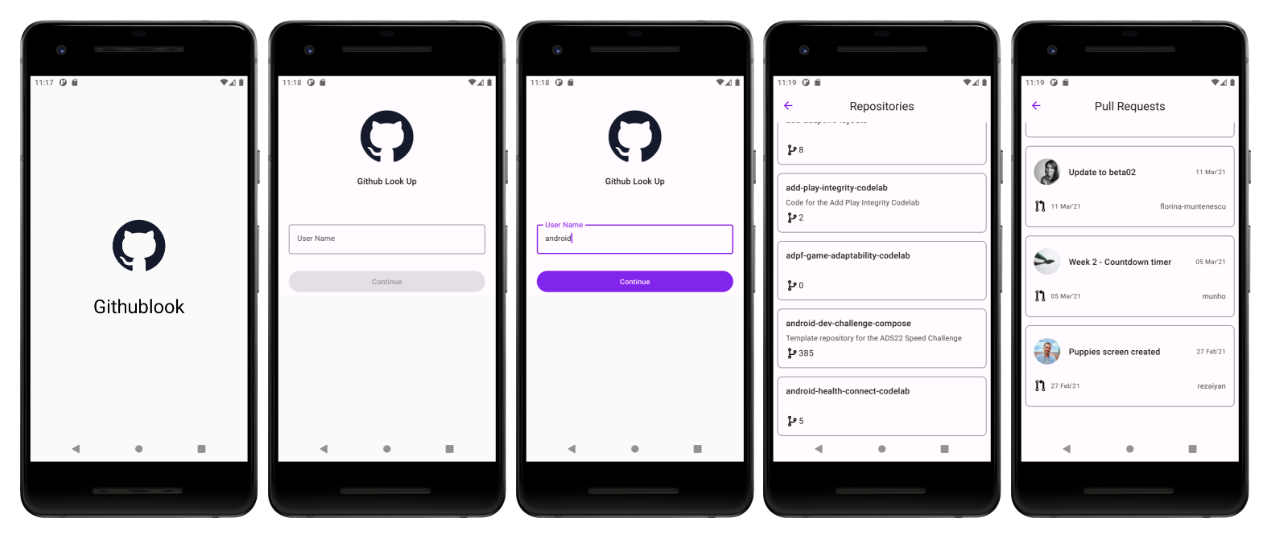 11:17
Githublook
11:18
Github Look Up
User Name
Continue
11:18
Github Look Up
User Name
android
Continue
11:19
Repositories
8
add-play-integrity-codelab
Code for the Add Play Integrity Codelab
2
adpf-game-adaptability-codelab
0
android-dev-challenge-compose
Template repository for the ADS22 Speed Challenge
385
android-health-connect-codelab
5
11:19
Pull Requests
Update to beta02 11 Mar'21
11 Mar'21 florina-muntenescu
Week 2 - Countdown timer 05 Mar'21
05 Mar'21 munho
Puppies screen created 27 Feb'21
27 Feb'21 rezaiyan